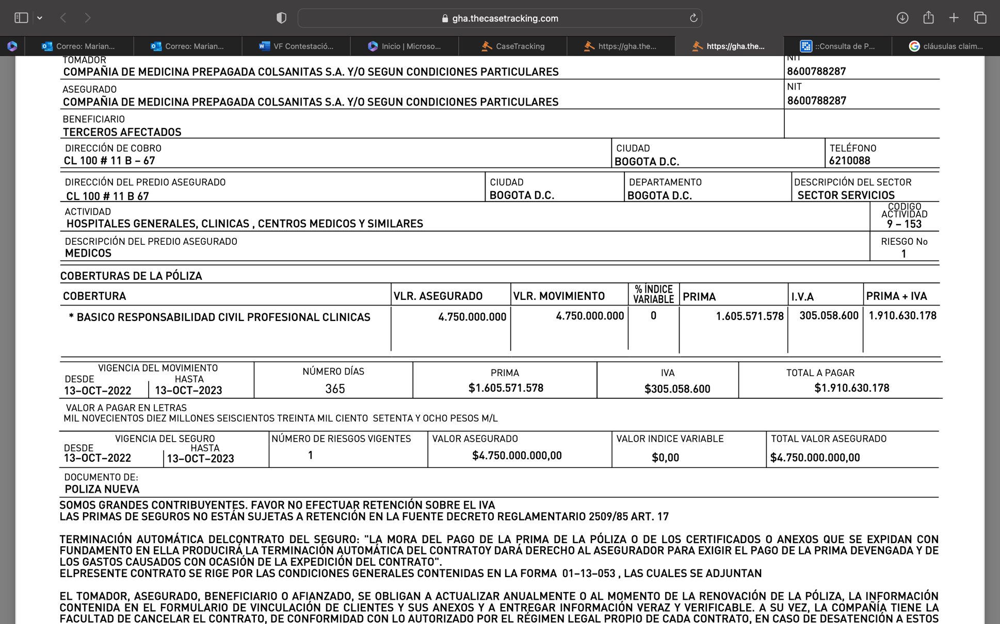 gha.thecasetracking.com
Correo: Marian...
Correo: Marian...
VF Contestació...
Inicio | Microso...
CaseTracking
https://gha.the...
https://gha.the...
::Consulta de P...
cláusulas claim...
TOMADOR
NIT
COMPAÑIA DE MEDICINA PREPAGADA COLSANITAS S.A. Y/O SEGUN CONDICIONES PARTICULARES
8600788287
ASEGURADO
NIT
COMPAÑIA DE MEDICINA PREPAGADA COLSANITAS S.A. Y/O SEGUN CONDICIONES PARTICULARES
8600788287
BENEFICIARIO
TERCEROS AFECTADOS
DIRECCIÓN DE COBRO
CIUDAD
TELÉFONO
CL 100 # 11 B – 67
BOGOTA D.C.
6210088
DIRECCIÓN DEL PREDIO ASEGURADO
CIUDAD
DEPARTAMENTO
DESCRIPCIÓN DEL SECTOR
CL 100 # 11 B 67
BOGOTA D.C.
BOGOTA D.C.
SECTOR SERVICIOS
ACTIVIDAD
CODIGO
ACTIVIDAD
HOSPITALES GENERALES, CLINICAS , CENTROS MEDICOS Y SIMILARES
9 – 153
DESCRIPCIÓN DEL PREDIO ASEGURADO
RIESGO No
MEDICOS
1
COBERTURAS DE LA PÓLIZA
COBERTURA
VLR. ASEGURADO
VLR. MOVIMIENTO
% ÍNDICE
VARIABLE
PRIMA
I.V.A
PRIMA + IVA
* BASICO RESPONSABILIDAD CIVIL PROFESIONAL CLINICAS
4.750.000.000
4.750.000.000
0
1.605.571.578
305.058.600
1.910.630.178
VIGENCIA DEL MOVIMIENTO
NÚMERO DÍAS
PRIMA
IVA
TOTAL A PAGAR
DESDE
HASTA
13–OCT–2022
13–OCT–2023
365
$1.605.571.578
$305.058.600
$1.910.630.178
VALOR A PAGAR EN LETRAS
MIL NOVECIENTOS DIEZ MILLONES SEISCIENTOS TREINTA MIL CIENTO SETENTA Y OCHO PESOS M/L
VIGENCIA DEL SEGURO
NÚMERO DE RIESGOS VIGENTES
VALOR ASEGURADO
VALOR INDICE VARIABLE
TOTAL VALOR ASEGURADO
DESDE
HASTA
13–OCT–2022
13–OCT–2023
1
$4.750.000.000,00
$0,00
$4.750.000.000,00
DOCUMENTO DE:
POLIZA NUEVA
SOMOS GRANDES CONTRIBUYENTES. FAVOR NO EFECTUAR RETENCIÓN SOBRE EL IVA
LAS PRIMAS DE SEGUROS NO ESTÁN SUJETAS A RETENCIÓN EN LA FUENTE DECRETO REGLAMENTARIO 2509/85 ART. 17
TERMINACIÓN AUTOMÁTICA DELCONTRATO DEL SEGURO: "LA MORA DEL PAGO DE LA PRIMA DE LA PÓLIZA O DE LOS CERTIFICADOS O ANEXOS QUE SE EXPIDAN CON
FUNDAMENTO EN ELLA PRODUCIRÁ LA TERMINACIÓN AUTOMÁTICA DEL CONTRATOY DARÁ DERECHO AL ASEGURADOR PARA EXIGIR EL PAGO DE LA PRIMA DEVENGADA Y DE
LOS GASTOS CAUSADOS CON OCASIÓN DE LA EXPEDICIÓN DEL CONTRATO".
ELPRESENTE CONTRATO SE RIGE POR LAS CONDICIONES GENERALES CONTENIDAS EN LA FORMA 01–13–053 , LAS CUALES SE ADJUNTAN
EL TOMADOR, ASEGURADO, BENEFICIARIO O AFIANZADO, SE OBLIGAN A ACTUALIZAR ANUALMENTE O AL MOMENTO DE LA RENOVACIÓN DE LA PÓLIZA, LA INFORMACIÓN
CONTENIDA EN EL FORMULARIO DE VINCULACIÓN DE CLIENTES Y SUS ANEXOS Y A ENTREGAR INFORMACIÓN VERAZ Y VERIFICABLE. A SU VEZ, LA COMPAÑÍA TIENE LA
FACULTAD DE CANCELAR EL CONTRATO, DE CONFORMIDAD CON LO AUTORIZADO POR EL RÉGIMEN LEGAL PROPIO DE CADA CONTRATO, EN CASO DE DESATENCIÓN A ESTOS